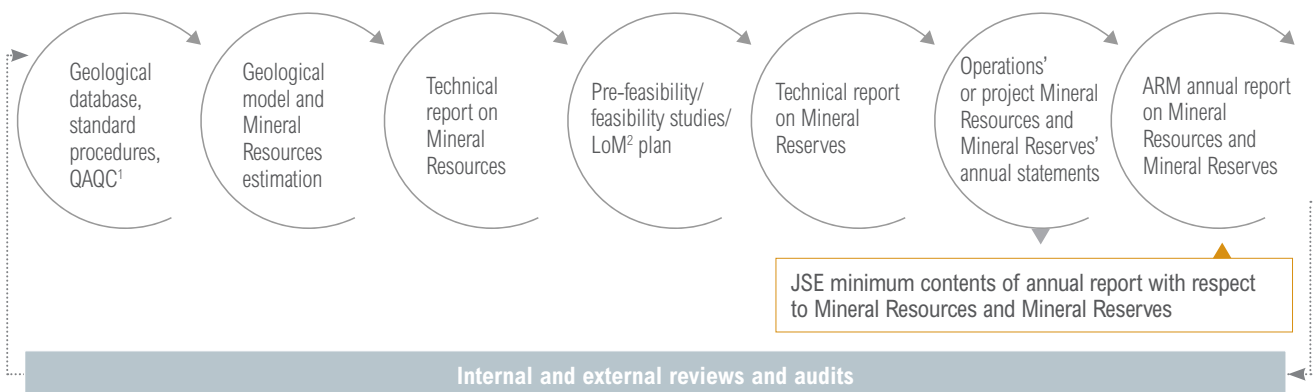 Geological
database,
standard
procedures,
QAQC¹
Geological
model and
Mineral
Resources
estimation
Technical
report on
Mineral
Resources
Pre-feasibility/
feasibility studies/
LoM² plan
Technical report
on Mineral
Reserves
Operations'
or project Mineral
Resources and
Mineral Reserves'
annual statements
ARM annual report
on Mineral
Resources and
Mineral Reserves
JSE minimum contents of annual report with respect
to Mineral Resources and Mineral Reserves
Internal and external reviews and audits